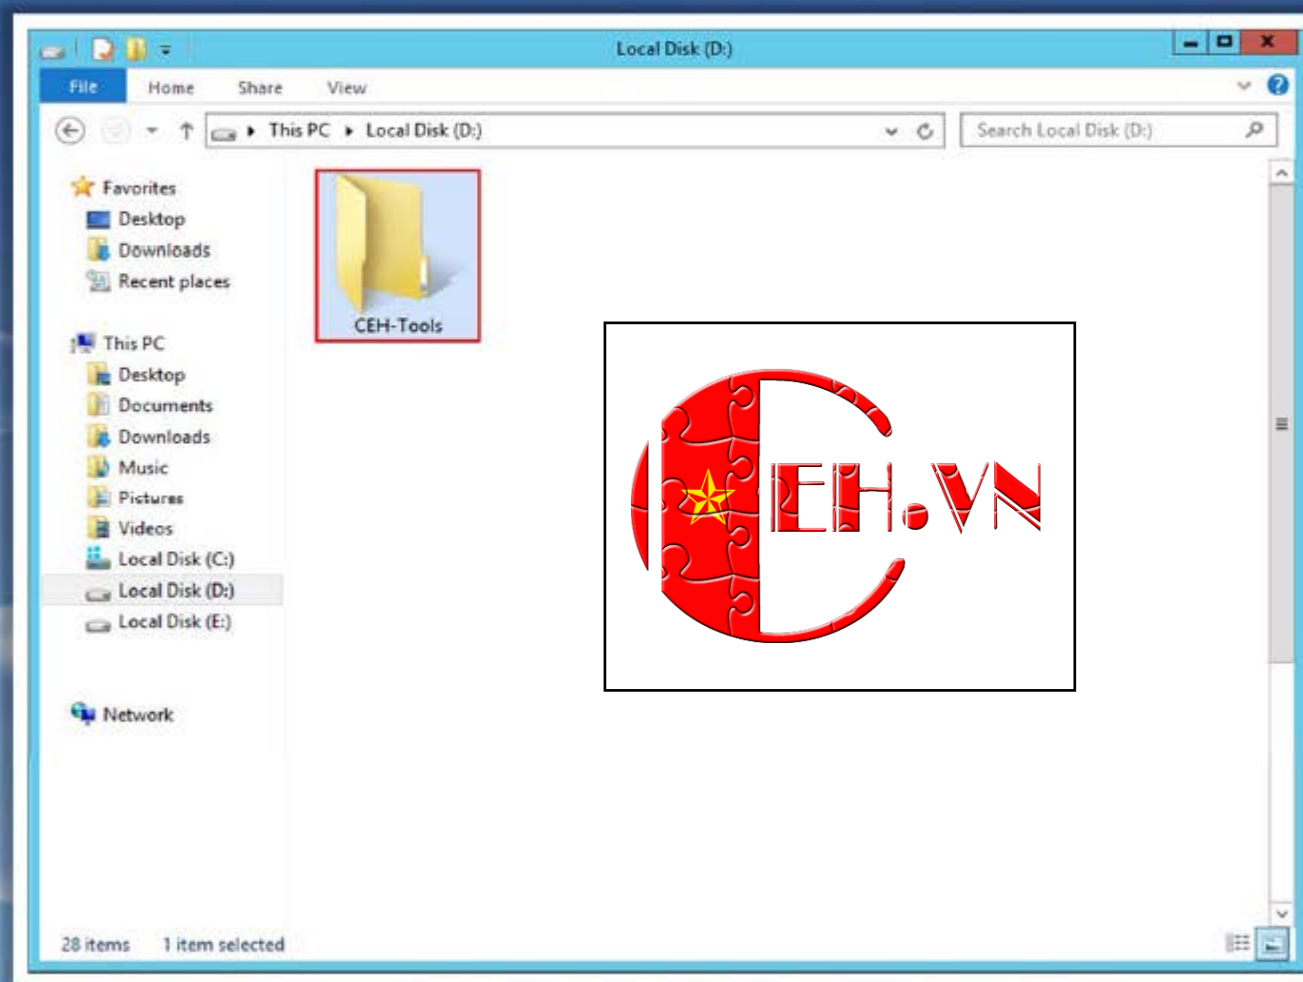 Local Disk (D:)
File Home Share View
This PC Local Disk (D:)
Search Local Disk (D:)
Favorites
Desktop
Downloads
Recent places
This PC
Desktop
Documents
Downloads
Music
Pictures
Videos
Local Disk (C:)
Local Disk (D:)
Local Disk (E:)
Network
CEH-Tools
CEH.VN
28 items 1 item selected